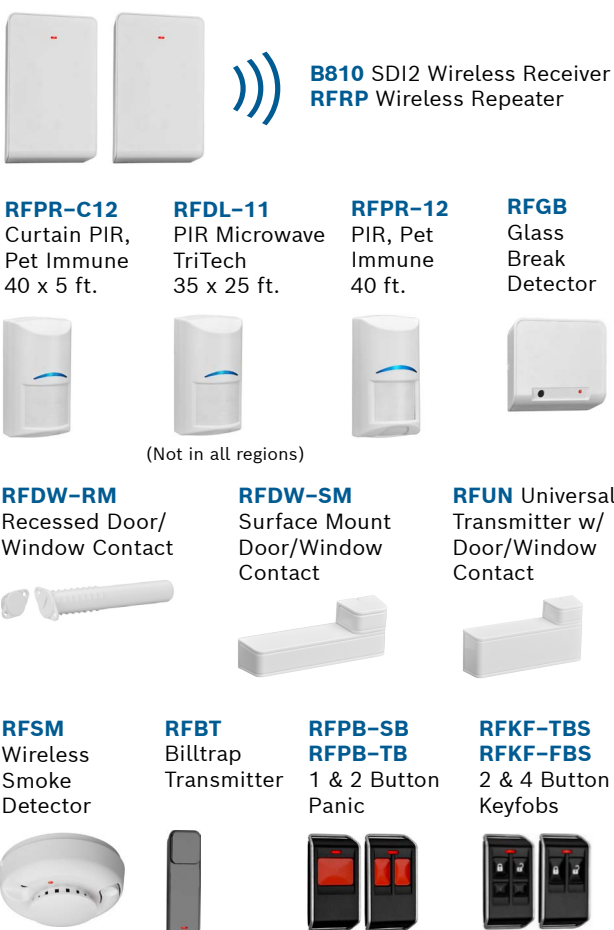 B810 SDI2 Wireless Receiver
RFRP Wireless Repeater
RFPR–C12
Curtain PIR,
Pet Immune
40 x 5 ft.
RFDL–11
PIR Microwave
TriTech
35 x 25 ft.
(Not in all regions)
RFPR–12
PIR, Pet
Immune
40 ft.
RFGB
Glass
Break
Detector
RFDW–RM
Recessed Door/
Window Contact
RFDW–SM
Surface Mount
Door/Window
Contact
RFUN Universal
Transmitter w/
Door/Window
Contact
RFSM
Wireless
Smoke
Detector
RFBT
Billtrap
Transmitter
RFPB–SB
RFPB–TB
1 & 2 Button
Panic
RFKF–TBS
RFKF–FBS
2 & 4 Button
Keyfobs